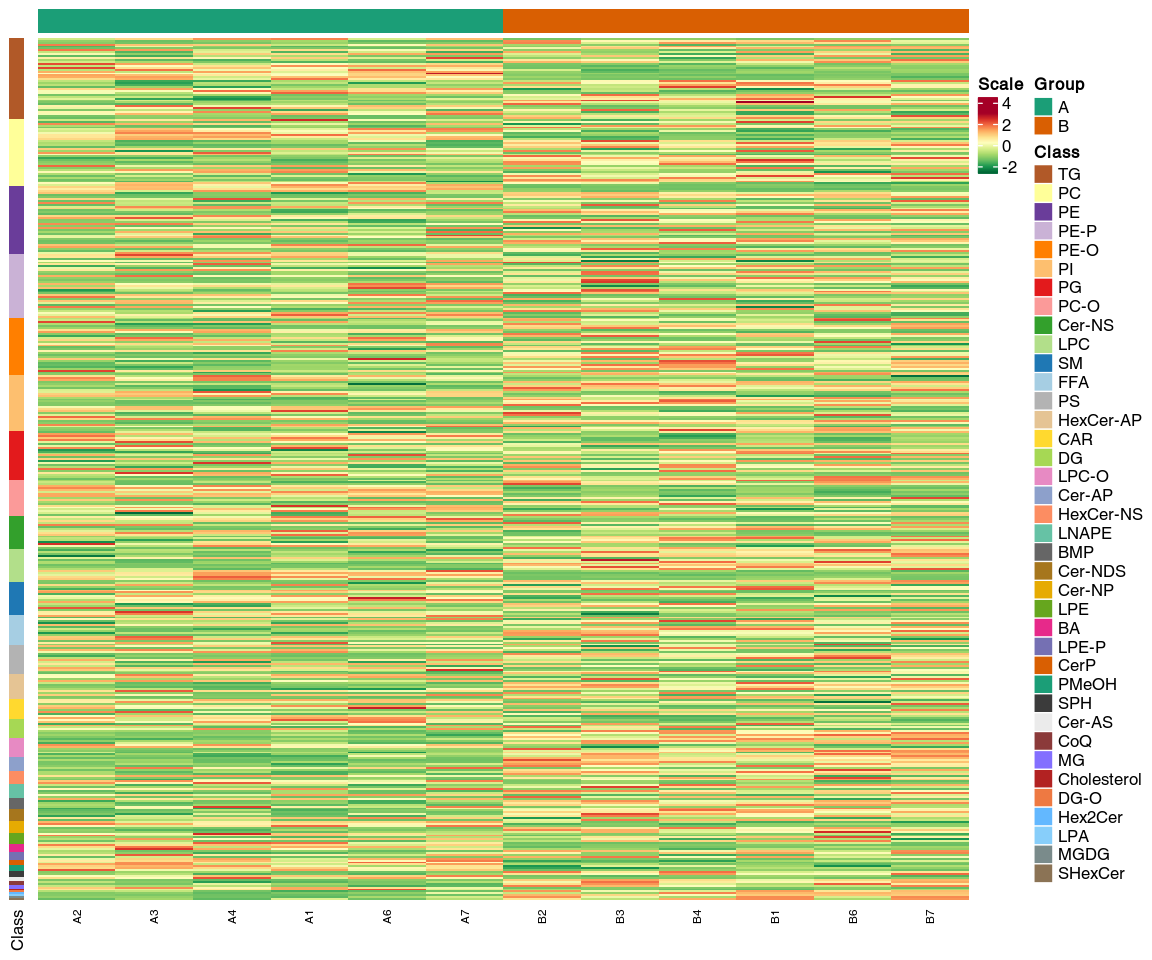 Scale
4
2
0
-2
Group
A
B
Class
TG
PC
PE
PE-P
PE-O
PI
PG
PC-O
Cer-NS
LPC
SM
FFA
PS
HexCer-AP
CAR
DG
LPC-O
Cer-AP
HexCer-NS
LNAPE
BMP
Cer-NDS
Cer-NP
LPE
BA
LPE-P
CerP
PMeOH
SPH
Cer-AS
CoQ
MG
Cholesterol
DG-O
Hex2Cer
LPA
MGDG
SHexCer
Class
A2
A3
A4
A1
A6
A7
B2
B3
B4
B1
B6
B7